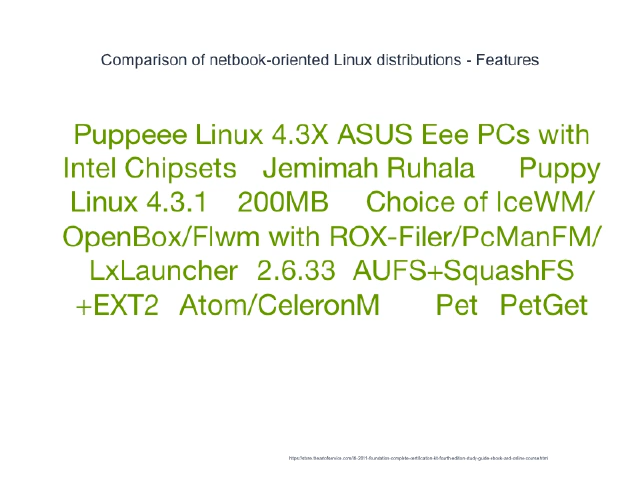 Comparison of netbook-oriented Linux distributions - Features
Puppeee Linux 4.3X ASUS Eee PCs with
Intel Chipsets Jemimah Ruhala Puppy
Linux 4.3.1 200MB Choice of IceWM/
OpenBox/Flwm with ROX-Filer/PcManFM/
LxLauncher 2.6.33 AUFS+SquashFS
+EXT2 Atom/CeleronM Pet PetGet